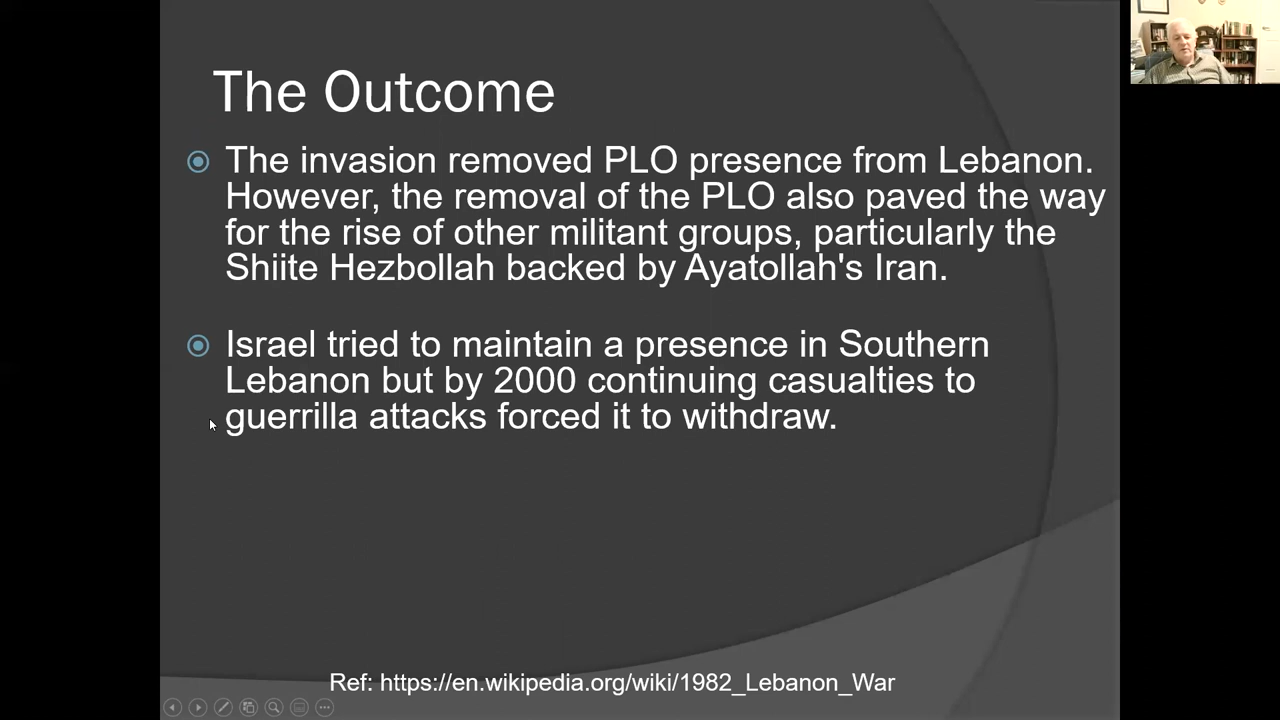 The Outcome
The invasion removed PLO presence from Lebanon.
However, the removal of the PLO also paved the way
for the rise of other militant groups, particularly the
Shiite Hezbollah backed by Ayatollah's Iran.
Israel tried to maintain a presence in Southern
Lebanon but by 2000 continuing casualties to
guerrilla attacks forced it to withdraw.
Ref: https://en.wikipedia.org/wiki/1982_Lebanon_War